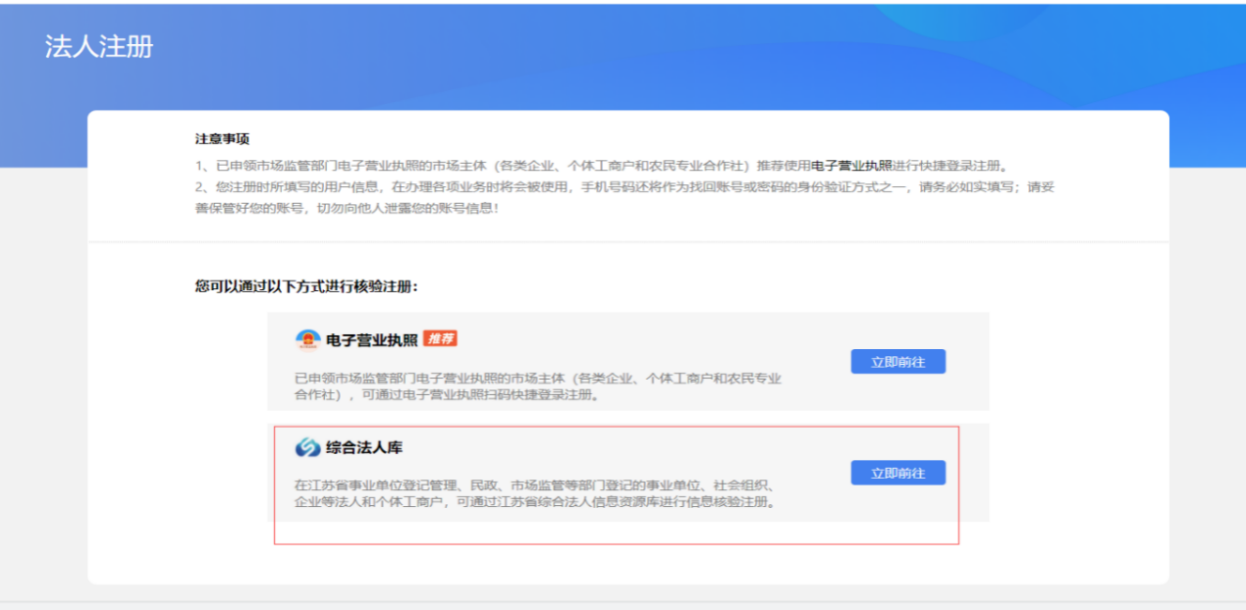 法人注册
注意事项
1、已申领市场监管部门电子营业执照的市场主体（各类企业、个体工商户和农民专业合作社）推荐使用电子营业执照进行快捷登录注册。
2、您注册时所填写的用户信息，在办理各项业务时将会被使用，手机号码还将作为找回账号或密码的身份验证方式之一，请务必如实填写；请妥
善保管好您的账号，切勿向他人泄露您的账号信息！
您可以通过以下方式进行核验注册：
电子营业执照 推荐
立即前往
已申领市场监管部门电子营业执照的市场主体（各类企业、个体工商户和农民专业
合作社），可通过电子营业执照扫码快捷登录注册。
综合法人库
立即前往
在江苏省事业单位登记管理、民政、市场监管等部门登记的事业单位、社会组织、
企业等法人和个体工商户，可通过江苏省综合法人信息资源库进行信息核验注册。